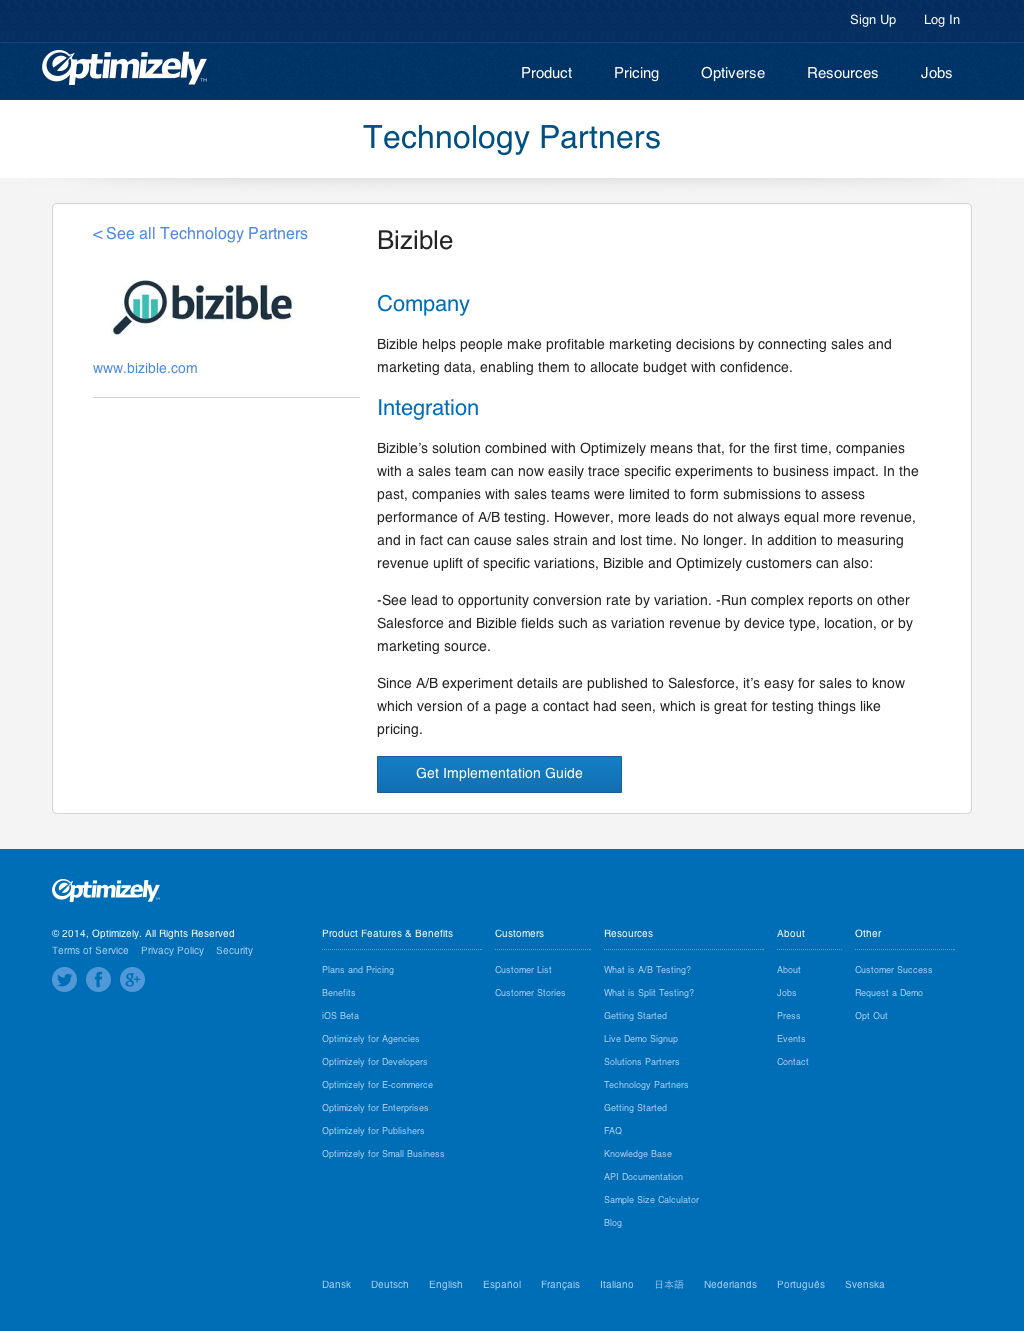 Sign Up Log In
Optimizely™
Product Pricing Optiverse Resources Jobs
Technology Partners
< See all Technology Partners
bizible
www.bizible.com
Bizible
Company
Bizible helps people make profitable marketing decisions by connecting sales and
marketing data, enabling them to allocate budget with confidence.
Integration
Bizible’s solution combined with Optimizely means that, for the first time, companies
with a sales team can now easily trace specific experiments to business impact. In the
past, companies with sales teams were limited to form submissions to assess
performance of A/B testing. However, more leads do not always equal more revenue,
and in fact can cause sales strain and lost time. No longer. In addition to measuring
revenue uplift of specific variations, Bizible and Optimizely customers can also:
-See lead to opportunity conversion rate by variation. -Run complex reports on other
Salesforce and Bizible fields such as variation revenue by device type, location, or by
marketing source.
Since A/B experiment details are published to Salesforce, it’s easy for sales to know
which version of a page a contact had seen, which is great for testing things like
pricing.
Get Implementation Guide
Optimizely™
© 2014, Optimizely. All Rights Reserved
Terms of Service Privacy Policy Security
Product Features & Benefits
Plans and Pricing
Benefits
iOS Beta
Optimizely for Agencies
Optimizely for Developers
Optimizely for E-commerce
Optimizely for Enterprises
Optimizely for Publishers
Optimizely for Small Business
Customers
Customer List
Customer Stories
Resources
What is A/B Testing?
What is Split Testing?
Getting Started
Live Demo Signup
Solutions Partners
Technology Partners
Getting Started
FAQ
Knowledge Base
API Documentation
Sample Size Calculator
Blog
About
About
Jobs
Press
Events
Contact
Other
Customer Success
Request a Demo
Opt Out
Dansk Deutsch English Español Français Italiano 日本語 Nederlands Português Svenska